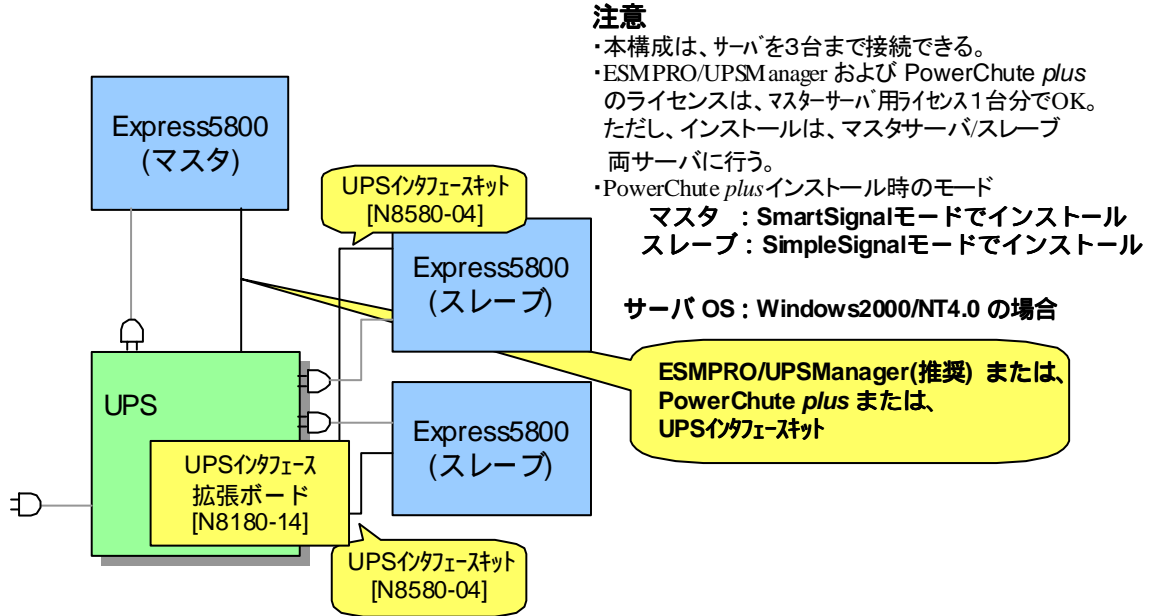 注意
・本構成は、ｻｰﾊﾞを3台まで接続できる。
・ESMPRO/UPSManager および PowerChute plus
のライセンスは、ﾏｽﾀｰｻｰﾊﾞ用ﾗｲｾﾝｽ１台分でOK。
ただし、インストールは、マスタサーバ/スレーブ
両サーバに行う。
・PowerChute plusインストール時のモード
マスタ ：SmartSignalモードでインストール
スレーブ：SimpleSignalモードでインストール
サーバ OS：Windows2000/NT4.0 の場合
Express5800
(マスタ)
UPSｲﾝﾀﾌｪｰｽｷｯﾄ
[N8580-04]
Express5800
(スレーブ)
ESMPRO/UPSManager(推奨) または、
PowerChute plus または、
UPSｲﾝﾀﾌｪｰｽｷｯﾄ
UPS
Express5800
(スレーブ)
UPSｲﾝﾀﾌｪｰｽ
拡張ボード
[N8180-14]
UPSｲﾝﾀﾌｪｰｽｷｯﾄ
[N8580-04]